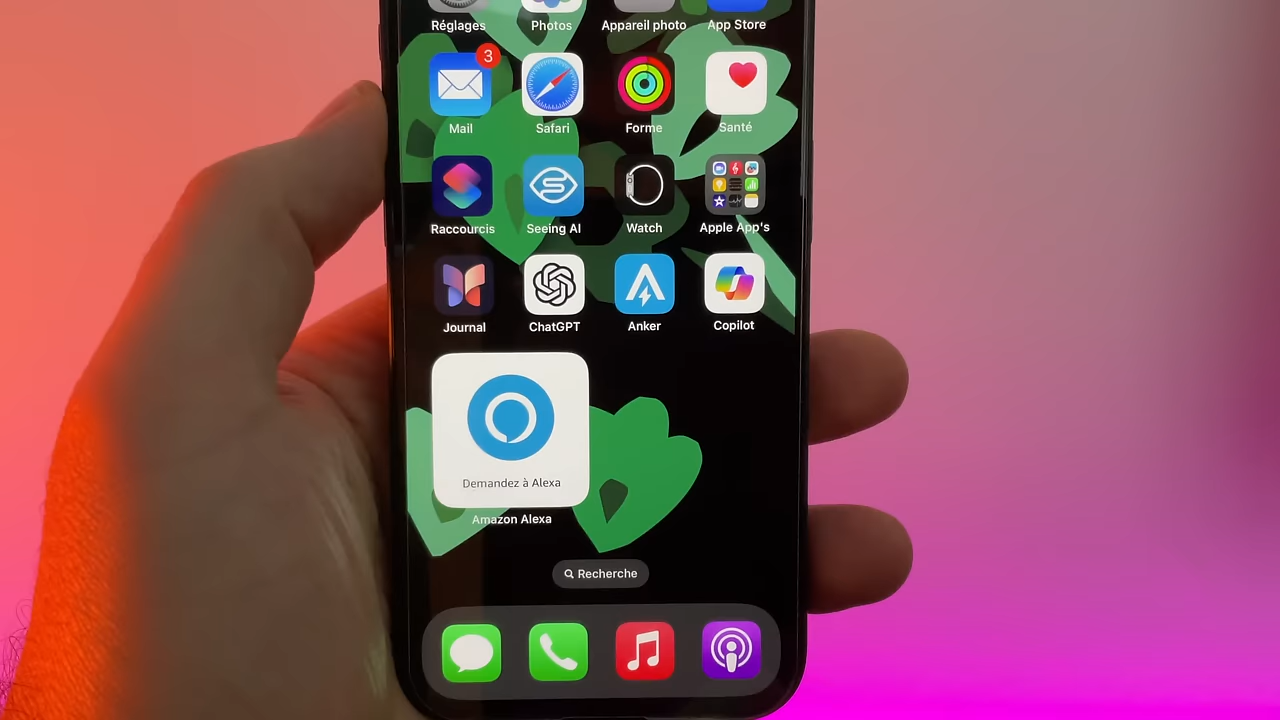 Réglages Photos Appareil photo App Store
3
Mail Safari Forme Santé
Raccourcis Seeing AI Watch Apple App's
Journal ChatGPT Anker Copilot
Demandez à Alexa
Amazon Alexa
Recherche